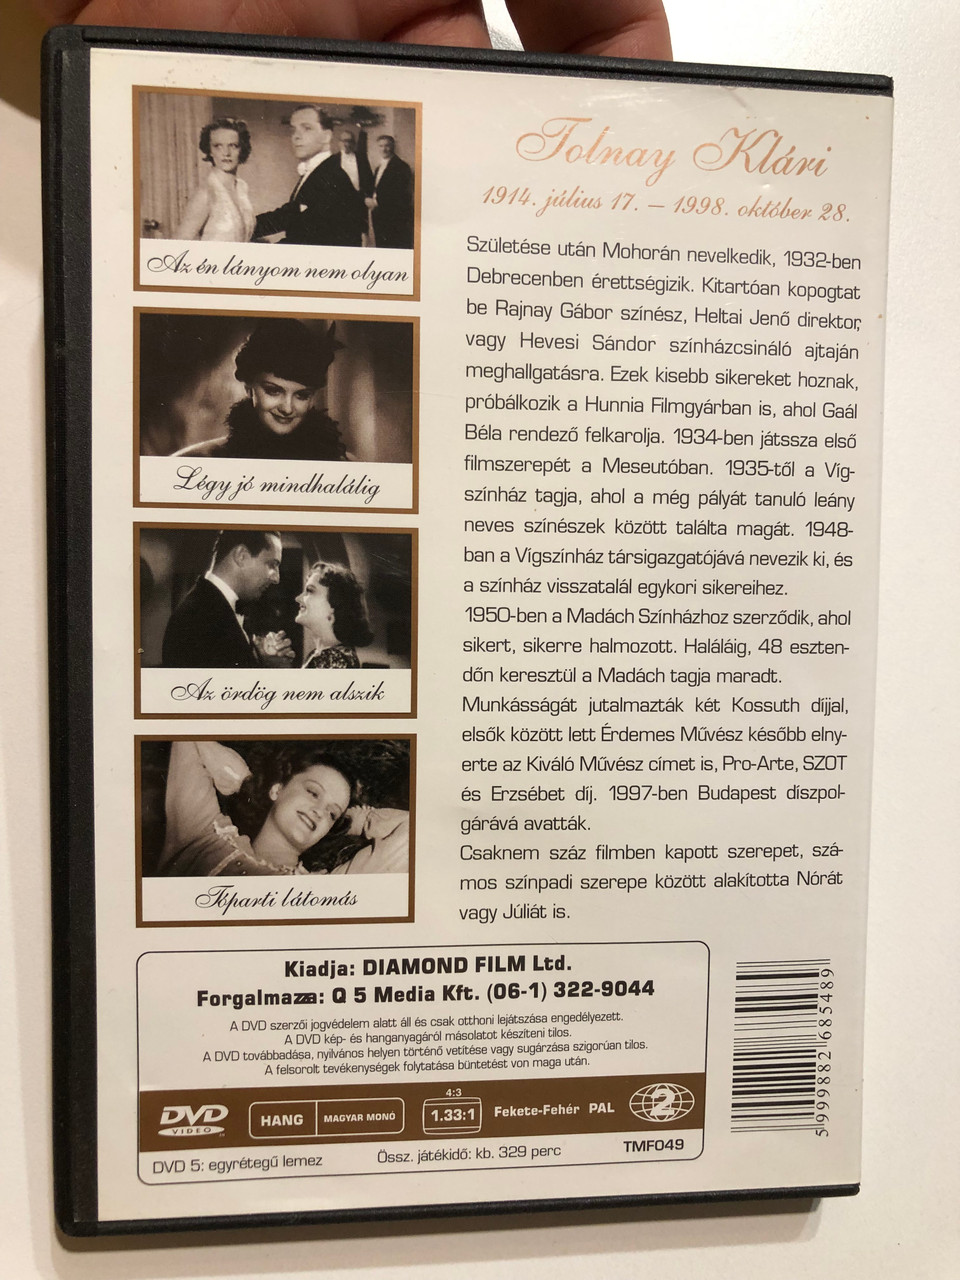 Az én lányom nem olyan
Légy jó mindhalálig
Az ördög nem alszik
Tóparti látomás
Tolnay Klári
1914. július 17. – 1998. október 28.
Születése után Mohorán nevelkedik, 1932-ben
Debrecenben érettségizik. Kitartóan kopogtat
be Rajnay Gábor színész, Heltai Jenő direktor,
vagy Hevesi Sándor színházcsináló ajtaján
meghallgatásra. Ezek kisebb sikereket hoznak,
próbálkozik a Hunnia Filmgyárban is, ahol Gaál
Béla rendező felkarolja. 1934-ben játssza első
filmszerepét a Meseutóban. 1935-től a Víg-
színház tagja, ahol a még pályát tanuló leány
neves színészek között találta magát. 1948-
ban a Vígszínház társigazgatójává nevezik ki, és
a színház visszatalál egykori sikereihez.
1950-ben a Madách Színházhoz szerződik, ahol
sikert, sikerre halmozott. Haláláig, 48 eszten-
dőn keresztül a Madách tagja maradt.
Munkásságát jutalmazták két Kossuth díjjal,
elsők között lett Érdemes Művész később elny-
erte az Kiváló Művész címet is, Pro-Arte, SZOT
és Erzsébet díj. 1997-ben Budapest díszpol-
gárává avatták.
Csaknem száz filmben kapott szerepet, szá-
mos színpadi szerepe között alakította Nórát
vagy Júliát is.
Kiadja: DIAMOND FILM Ltd.
Forgalmazza: Q 5 Media Kft. (06-1) 322-9044
A DVD szerzői jogvédelem alatt áll és csak otthoni lejátszása engedélyezett.
A DVD kép- és hanganyagáról másolatot készíteni tilos.
A DVD továbbadása, nyilvános helyen történő vetítése vagy sugárzása szigorúan tilos.
A felsorolt tevékenységek folytatása büntetést von maga után.
DVD VIDEO
HANG MAGYAR MONÓ
4:3
1.33:1
Fekete-Fehér PAL
2
DVD 5: egyrétegű lemez
Össz. játékidő: kb. 329 perc
TMF049
5 999882 685489